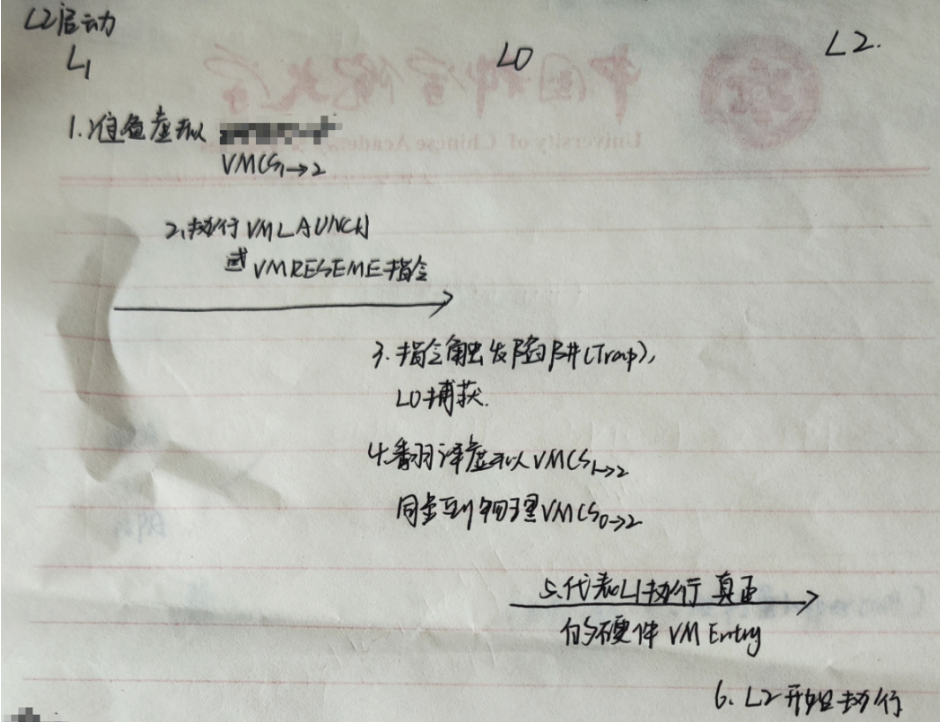 L2启动
L1
L0
L2.
1.准备虚拟
VMCS1→2
2.执行VMLAUNCH
或VMRESEME指令
3.指令触发陷阱(Trap),
L0捕获.
4.翻译虚拟VMCS1→2
同步到物理VMCS0→2
5.代表L1执行真正
的硬件VM Entry
6. L2开始执行